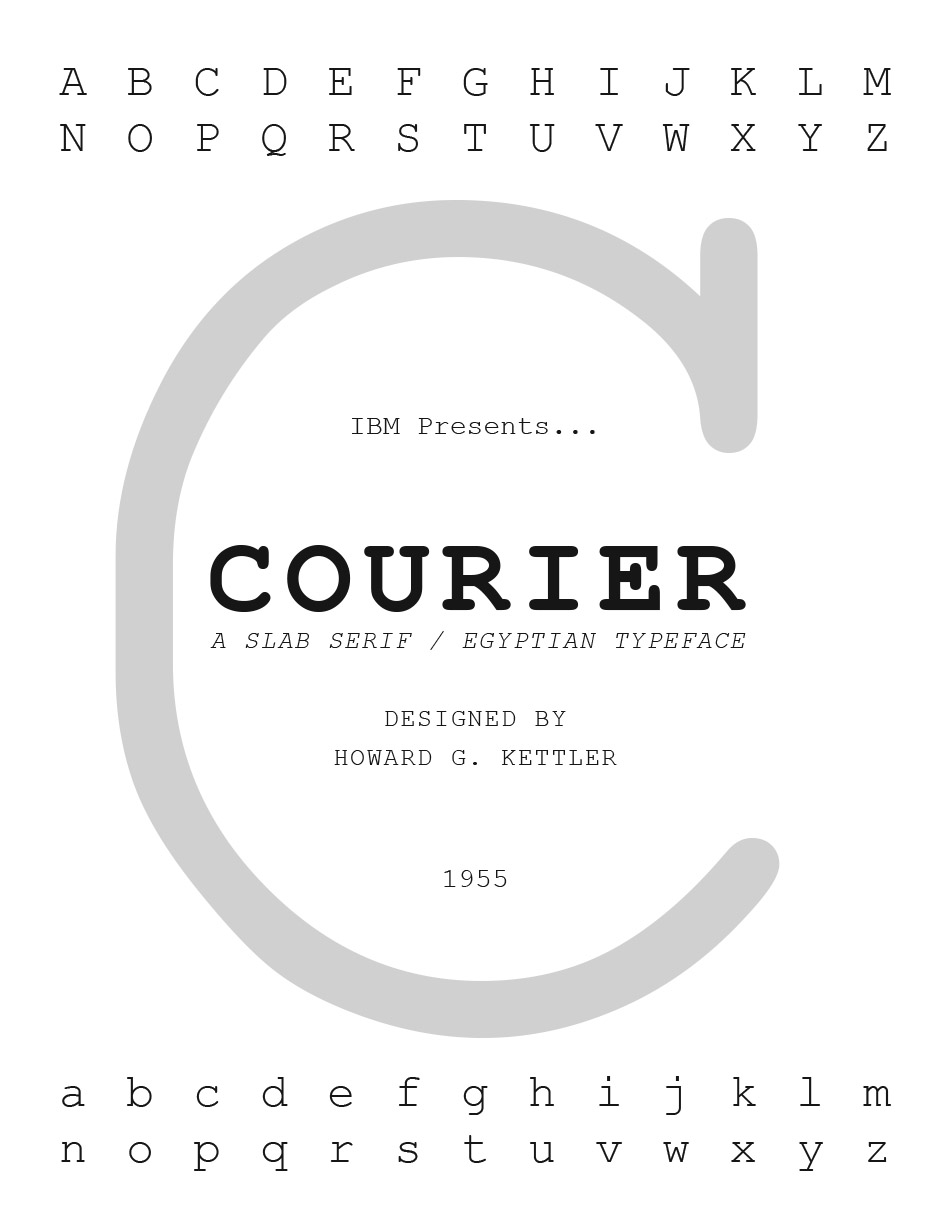 A B C D E F G H I J K L M
N O P Q R S T U V W X Y Z
C
IBM Presents...
COURIER
A SLAB SERIF / EGYPTIAN TYPEFACE
DESIGNED BY
HOWARD G. KETTLER
1955
a b c d e f g h i j k l m
n o p q r s t u v w x y z